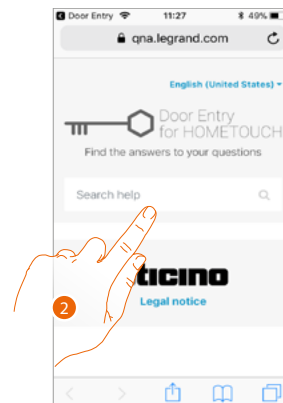 Door Entry 11:27 49%
qna.legrand.com
English (United States)
Door Entry
for HOMETOUCH
Find the answers to your questions
Search help
ticino
Legal notice
2